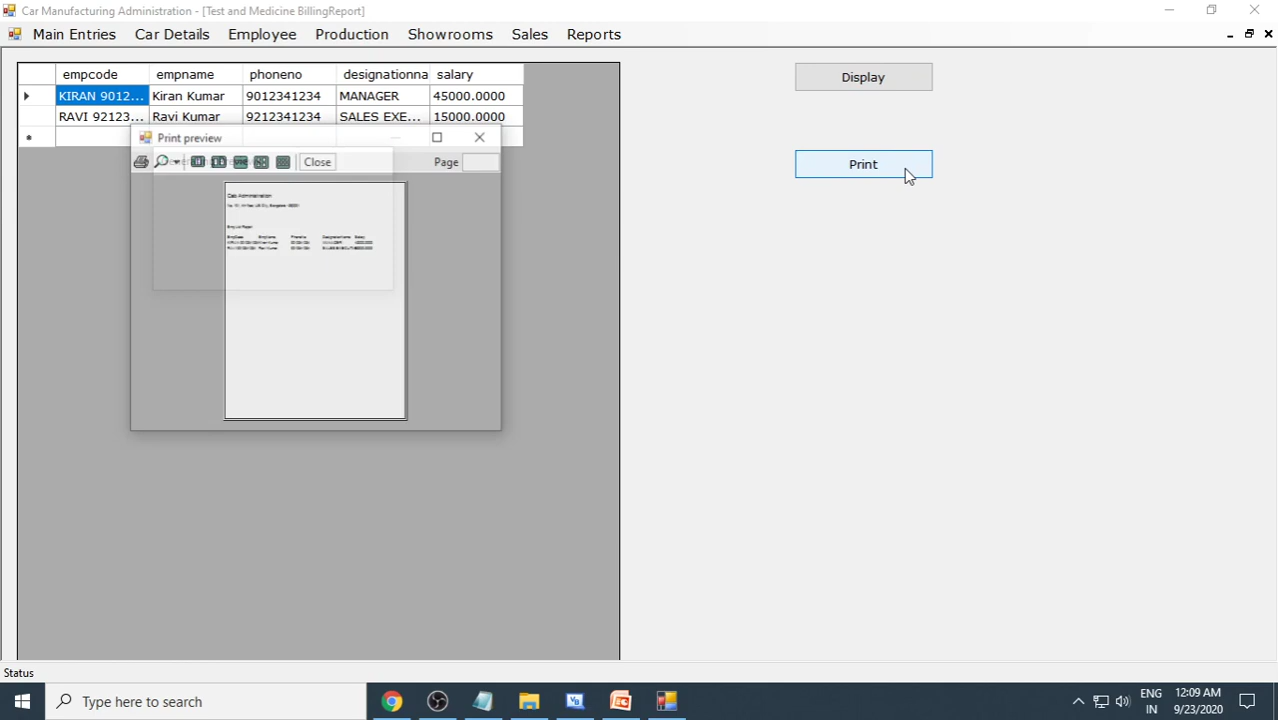 Car Manufacturing Administration - [Test and Medicine BillingReport]
Main Entries Car Details Employee Production Showrooms Sales Reports
empcode empname phoneno designationna salary
KIRAN 9012... Kiran Kumar 9012341234 MANAGER 45000.0000
RAVI 92123... Ravi Kumar 9212341234 SALES EXE... 15000.0000
Display
Print
Print preview
Close Page
Cab Administration
Status
Type here to search
ENG
IN
12:09 AM
9/23/2020